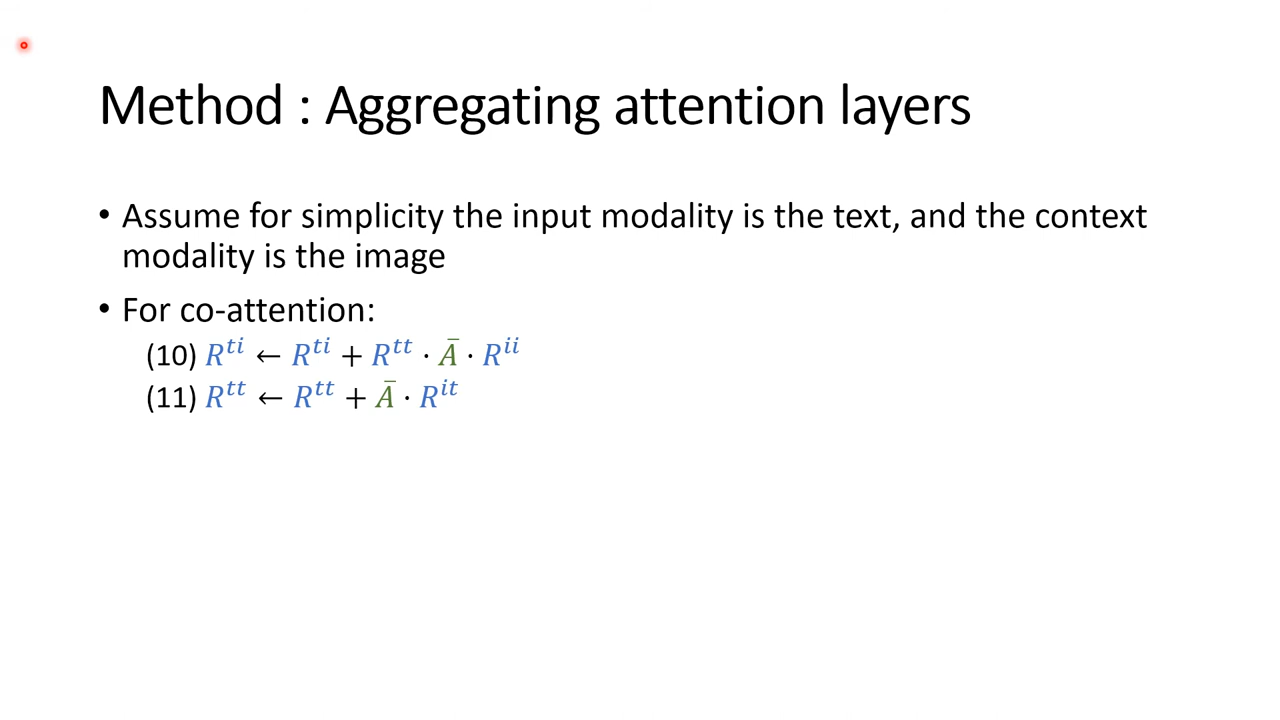 Method : Aggregating attention layers
• Assume for simplicity the input modality is the text, and the context
modality is the image
• For co-attention:
(10) R^{ti} ← R^{ti} + R^{tt} · Ā · R^{ii}
(11) R^{tt} ← R^{tt} + Ā · R^{it}